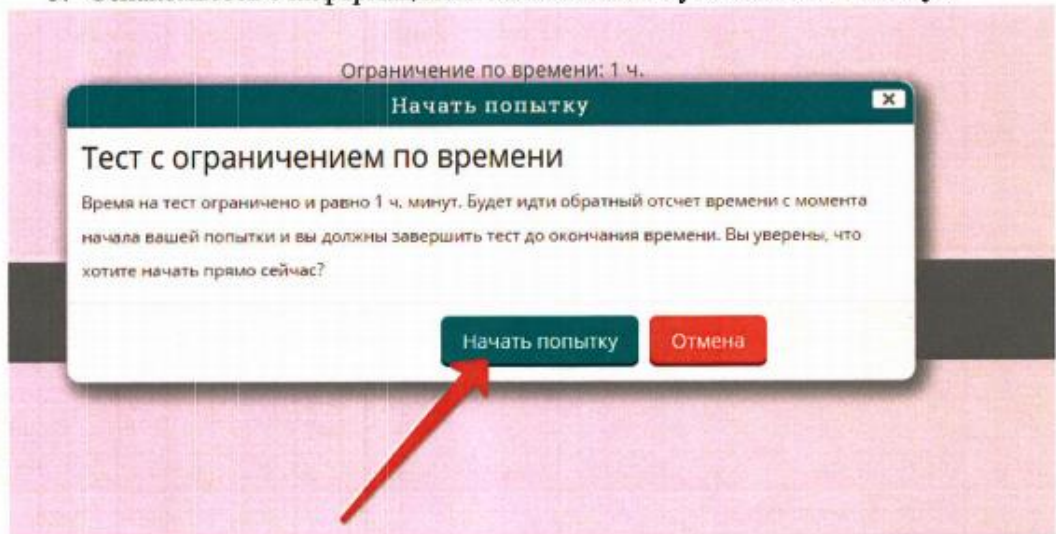 Ограничение по времени: 1 ч.
Начать попытку
Тест с ограничением по времени
Время на тест ограничено и равно 1 ч. минут. Будет идти обратный отсчет времени с момента
начала вашей попытки и вы должны завершить тест до окончания времени. Вы уверены, что
хотите начать прямо сейчас?
Начать попытку Отмена